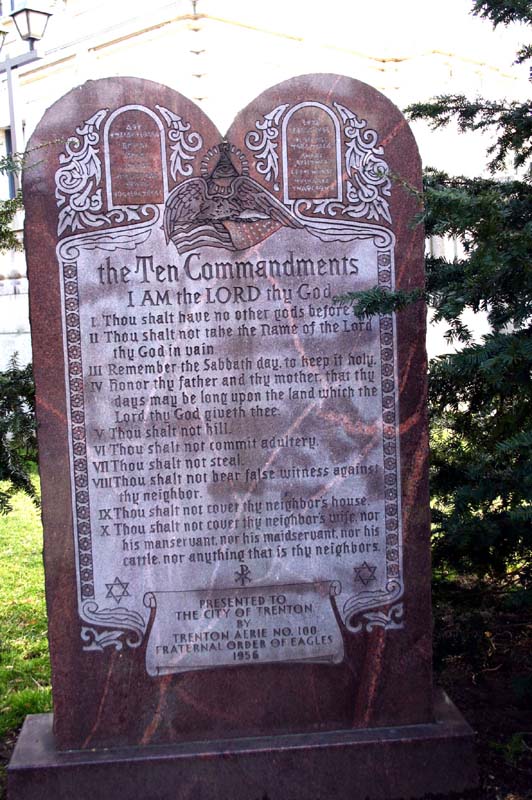 the Ten Commandments
I AM the LORD thy God
I Thou shalt have no other gods before
II Thou shalt not take the Name of the Lord
thy God in vain
III Remember the Sabbath day, to keep it holy.
IV Honor thy father and thy mother, that thy
days may be long upon the land which the
Lord thy God giveth thee.
V Thou shalt not kill.
VI Thou shalt not commit adultery.
VII Thou shalt not steal.
VIII Thou shalt not bear false witness against
thy neighbor.
IX Thou shalt not covet thy neighbor's house.
X Thou shalt not covet thy neighbor's wife, nor
his manservant, nor his maidservant, nor his
cattle, nor anything that is thy neighbors.
PRESENTED TO
THE CITY OF TRENTON
BY
TRENTON AERIE NO. 100
FRATERNAL ORDER OF EAGLES
1956